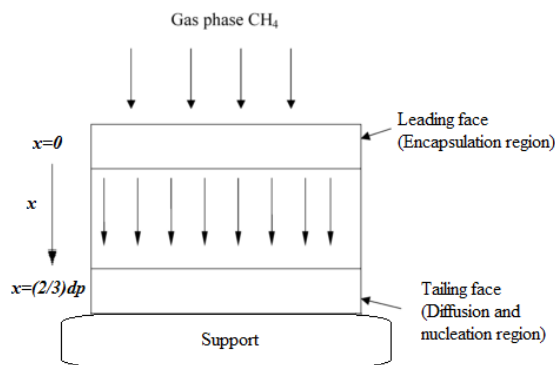 Gas phase CH₄
Leading face
(Encapsulation region)
x=0
x
x=(2/3)dp
Tailing face
(Diffusion and
nucleation region)
Support